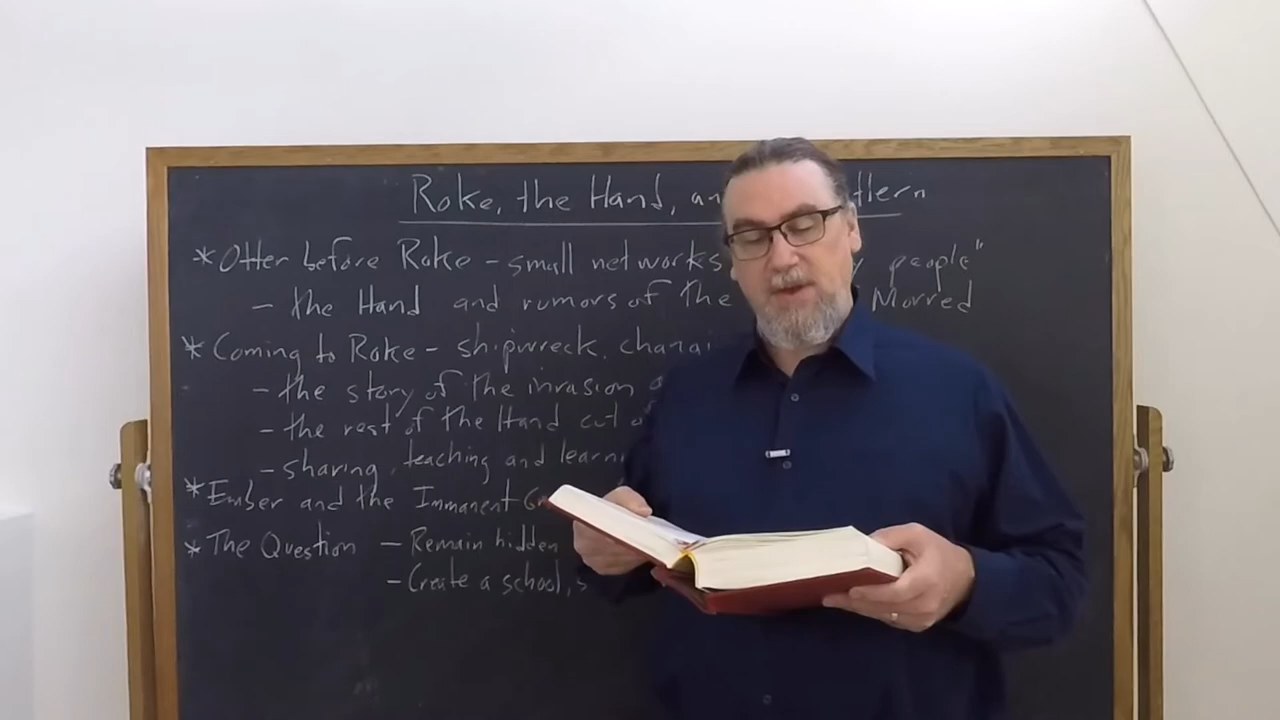 Roke, the Hand, an ttern
* Otter before Roke - small networks y people"
- the Hand and rumors of the Morred
* Coming to Roke - shipwreck, chang
- the story of the invasion a
- the rest of the Hand cut o
- sharing, teaching and learni
* Ember and the Immanent G
* The Question - Remain hidden
- Create a school, s